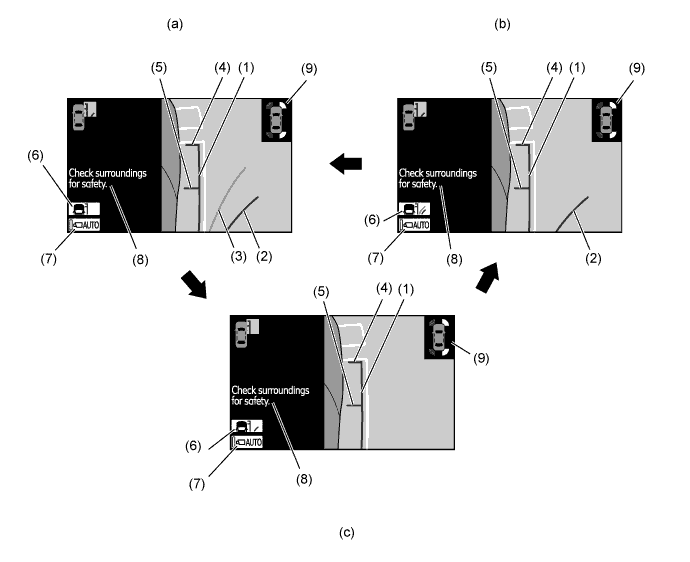 (a)
(b)
(5)
(4)
(1)
(9)
(5)
(4)
(1)
(9)
(6)
Check surroundings
for safety.
AUTO
(7)
(8)
(3)
(2)
Check surroundings
for safety.
(6)
AUTO
(7)
(8)
(2)
(5)
(4)
(1)
(9)
Check surroundings
for safety.
(6)
AUTO
(7)
(8)
(c)